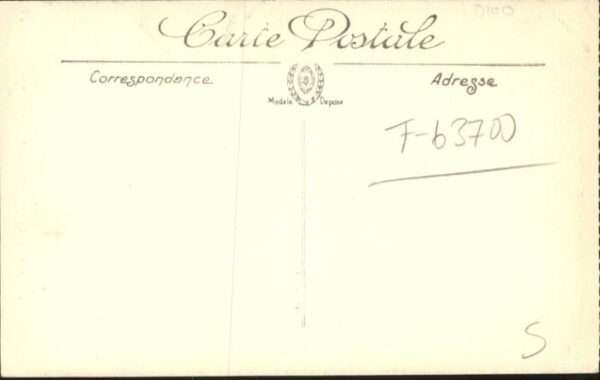 Carte Postale
Correspondance
Adresse
Modèle Déposé
F-63700
S